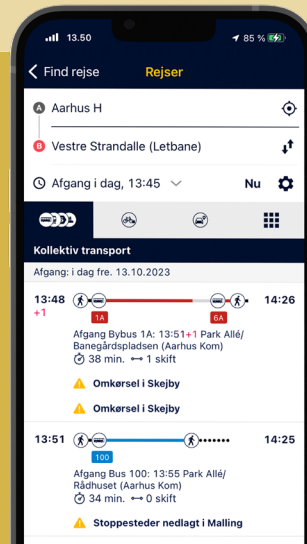 13.50
85 %
Find rejse
Rejser
A Aarhus H
B Vestre Strandalle (Letbane)
Afgang i dag, 13:45
Nu
Kollektiv transport
Afgang: i dag fre. 13.10.2023
13:48
+1
14:26
1A
6A
Afgang Bybus 1A: 13:51+1 Park Allé/
Banegårdspladsen (Aarhus Kom)
38 min. 1 skift
Omkørsel i Skejby
Omkørsel i Skejby
13:51
14:25
100
Afgang Bus 100: 13:55 Park Allé/
Rådhuset (Aarhus Kom)
34 min. 0 skift
Stoppesteder nedlagt i Malling